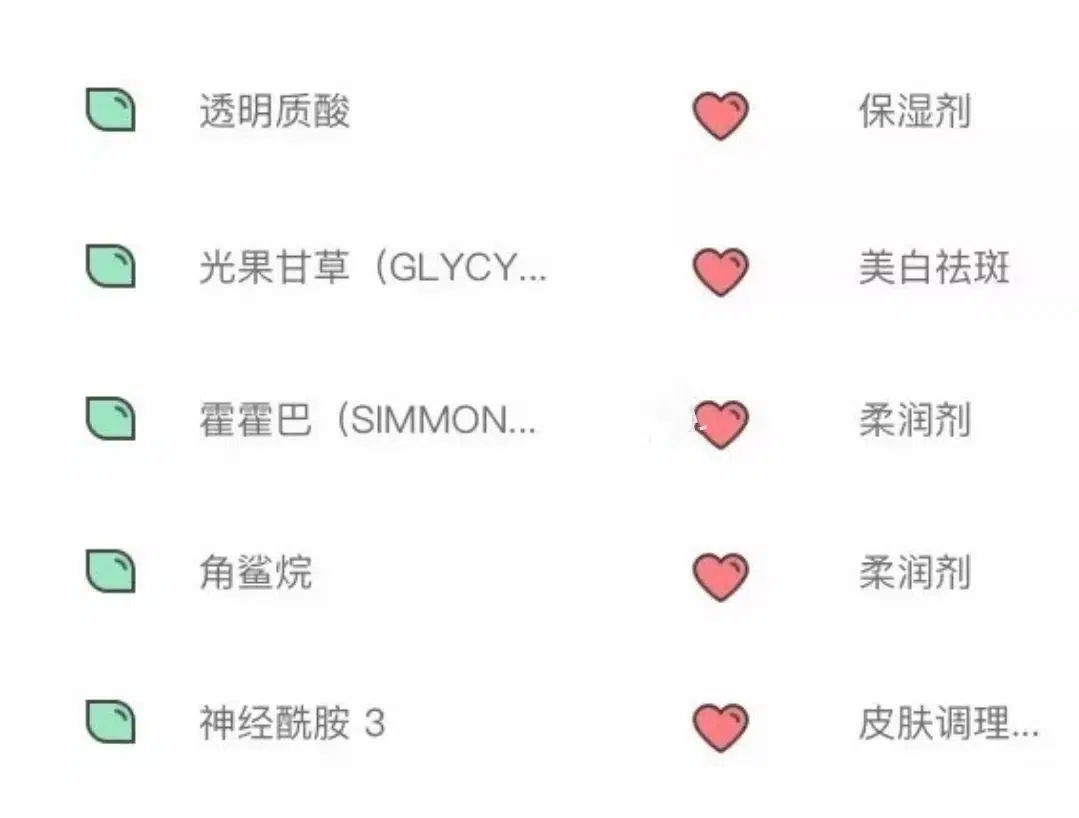 透明质酸 保湿剂
光果甘草（GLYCY... 美白祛斑
霍霍巴（SIMMON... 柔润剂
角鲨烷 柔润剂
神经酰胺 3 皮肤调理...